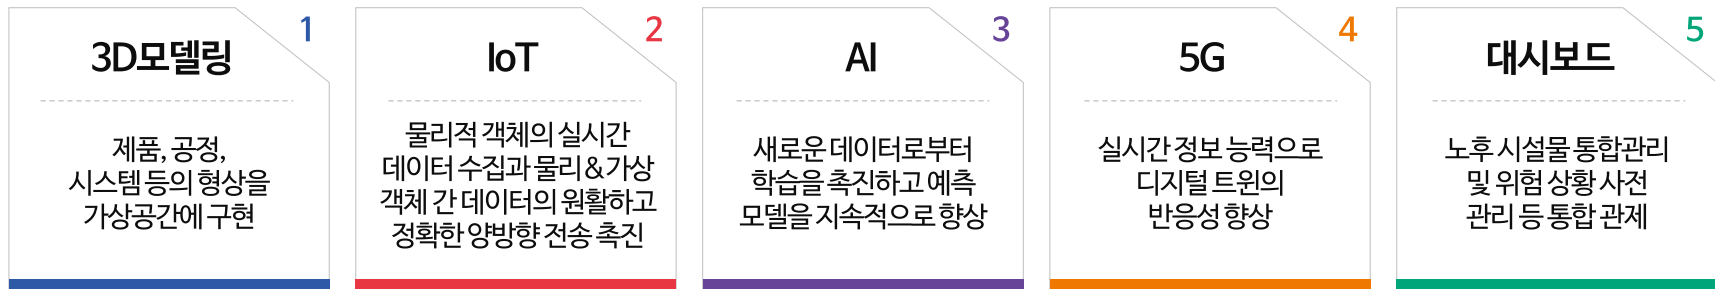 1
3D모델링
제품, 공정,
시스템 등의 형상을
가상공간에 구현
2
IoT
물리적 객체의 실시간
데이터 수집과 물리&가상
객체 간 데이터의 원활하고
정확한 양방향 전송 촉진
3
AI
새로운 데이터로부터
학습을 촉진하고 예측
모델을 지속적으로 향상
4
5G
실시간 정보 능력으로
디지털 트윈의
반응성 향상
5
대시보드
노후 시설물 통합관리
및 위험 상황 사전
관리 등 통합 관제